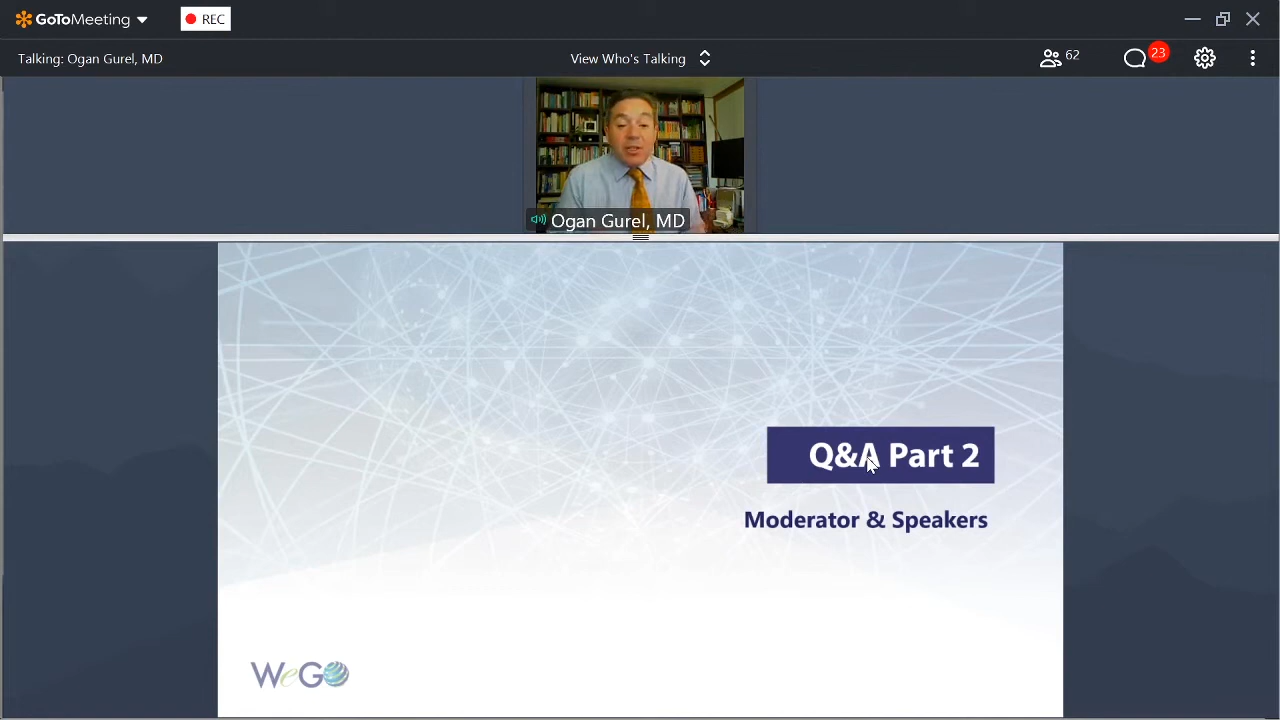 GoToMeeting
REC
Talking: Ogan Gurel, MD
View Who's Talking
62
23
Ogan Gurel, MD
Q&A Part 2
Moderator & Speakers
WeGO